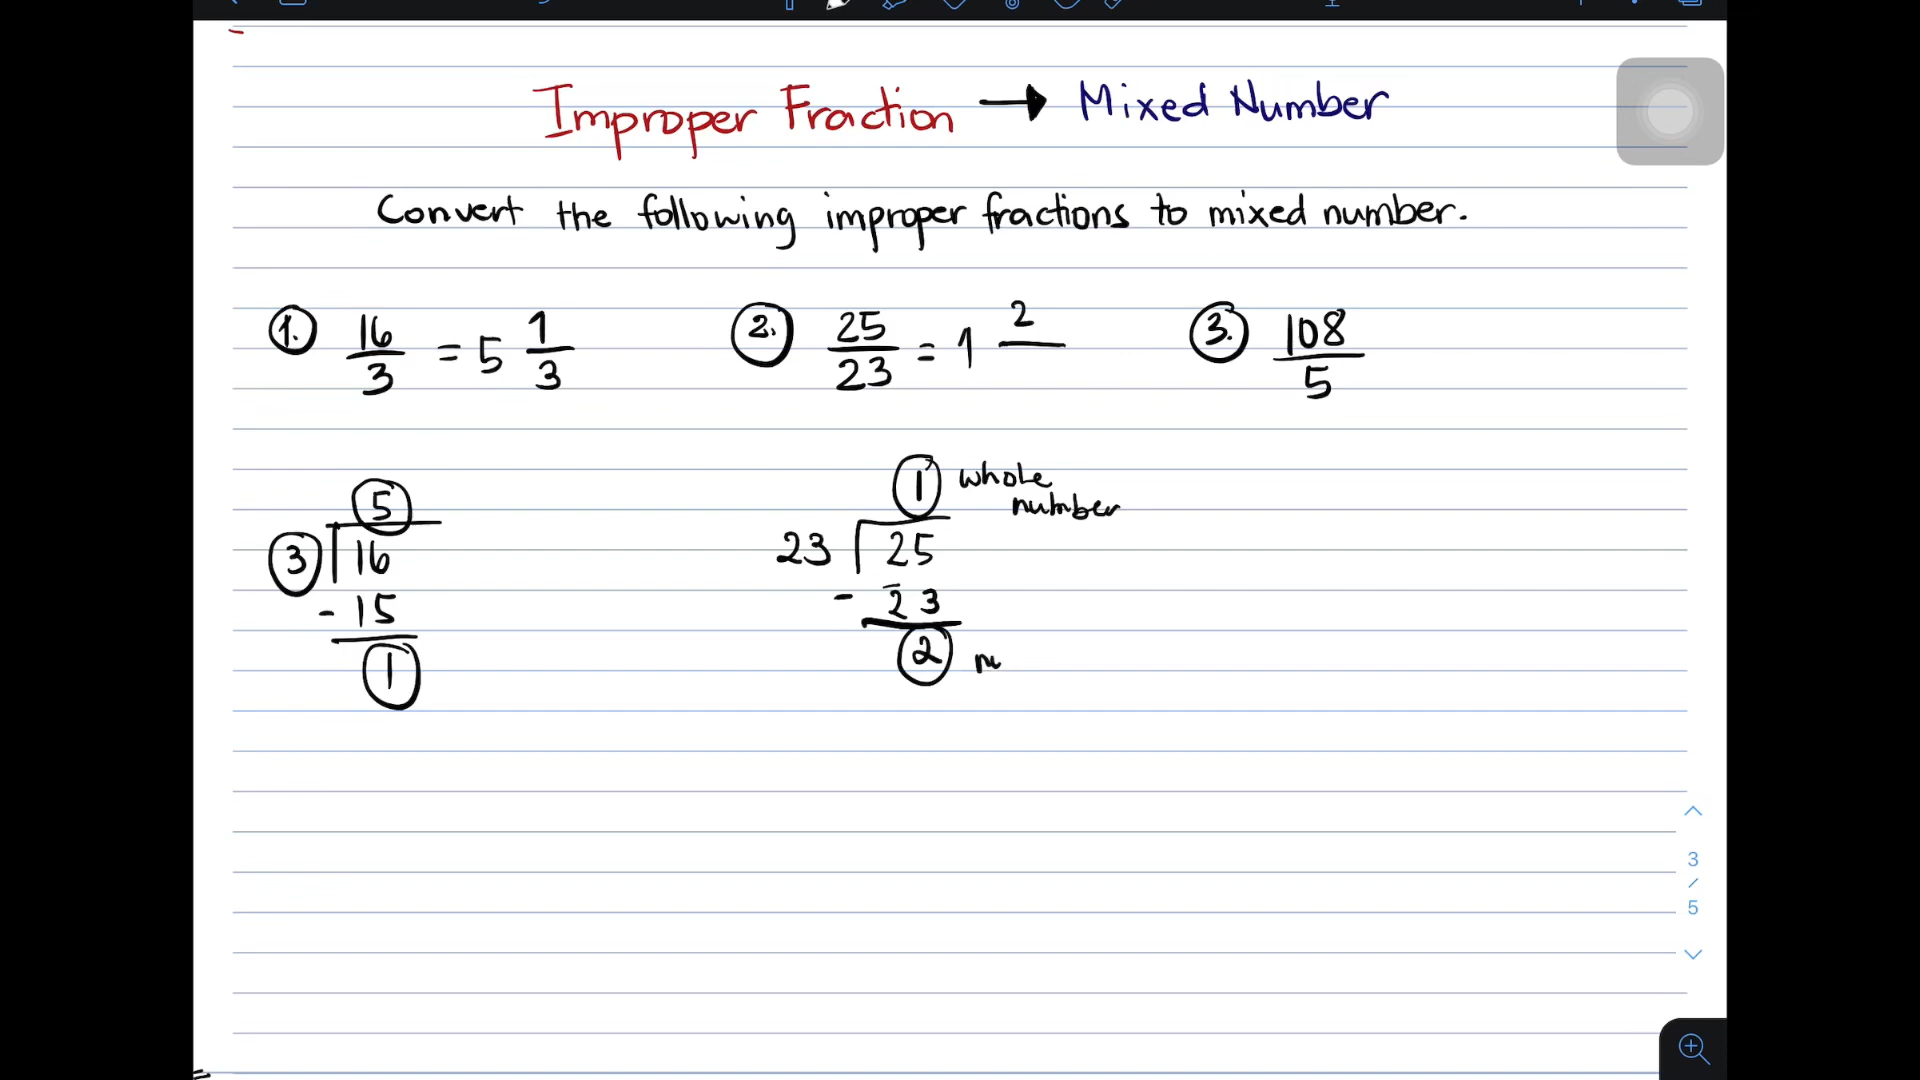 Improper Fraction → Mixed Number
Convert the following improper fractions to mixed number.
1. 16/3 = 5 1/3
2. 25/23 = 1 2/
3. 108/5
5
3 16
- 15
1
1 whole
number
23 25
- 23
2
3
/
5